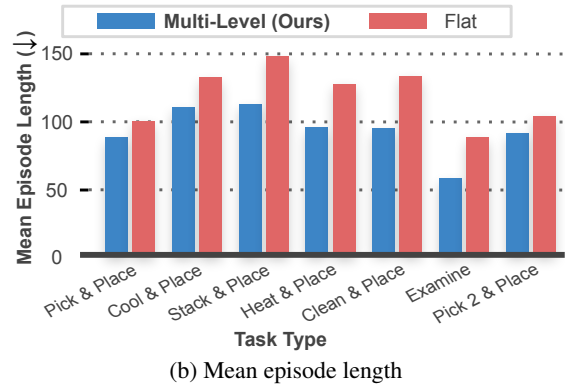 Multi-Level (Ours) Flat
Mean Episode Length (↓)
150
100
50
0
Pick & Place
Cool & Place
Stack & Place
Heat & Place
Clean & Place
Examine
Pick 2 & Place
Task Type
(b) Mean episode length